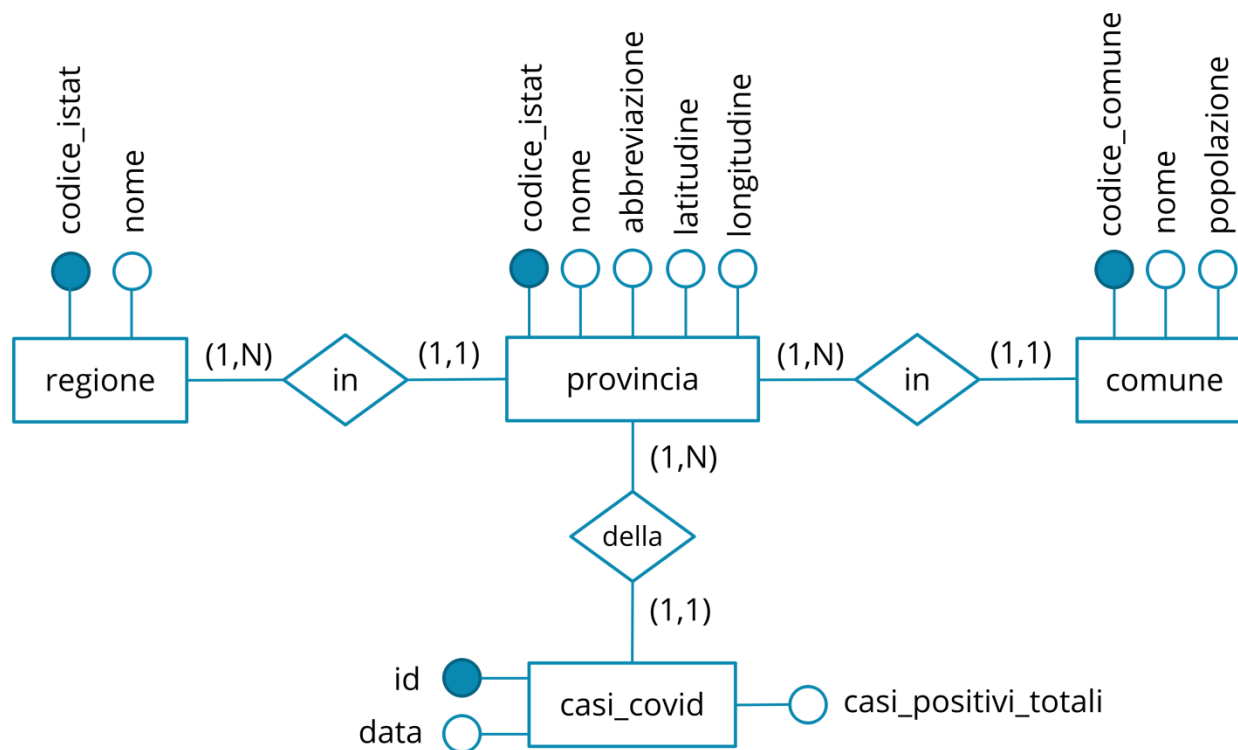 codice_istat
nome
codice_istat
nome
abbreviazione
latitudine
longitudine
codice_comune
nome
popolazione
regione
(1,N)
in
(1,1)
provincia
(1,N)
in
(1,1)
comune
(1,N)
della
(1,1)
id
data
casi_covid
casi_positivi_totali